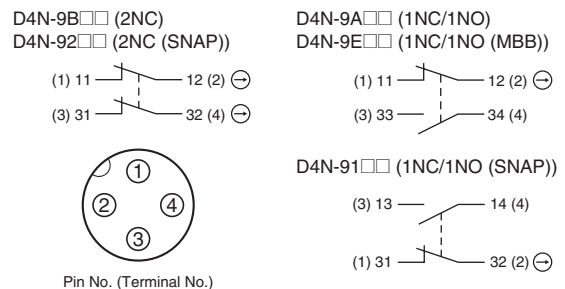 D4N-9B□□ (2NC)
D4N-92□□ (2NC (SNAP))
(1) 11 12 (2)
(3) 31 32 (4)
1
2 4
3
Pin No. (Terminal No.)
D4N-9A□□ (1NC/1NO)
D4N-9E□□ (1NC/1NO (MBB))
(1) 11 12 (2)
(3) 33 34 (4)
D4N-91□□ (1NC/1NO (SNAP))
(3) 13 14 (4)
(1) 31 32 (2)